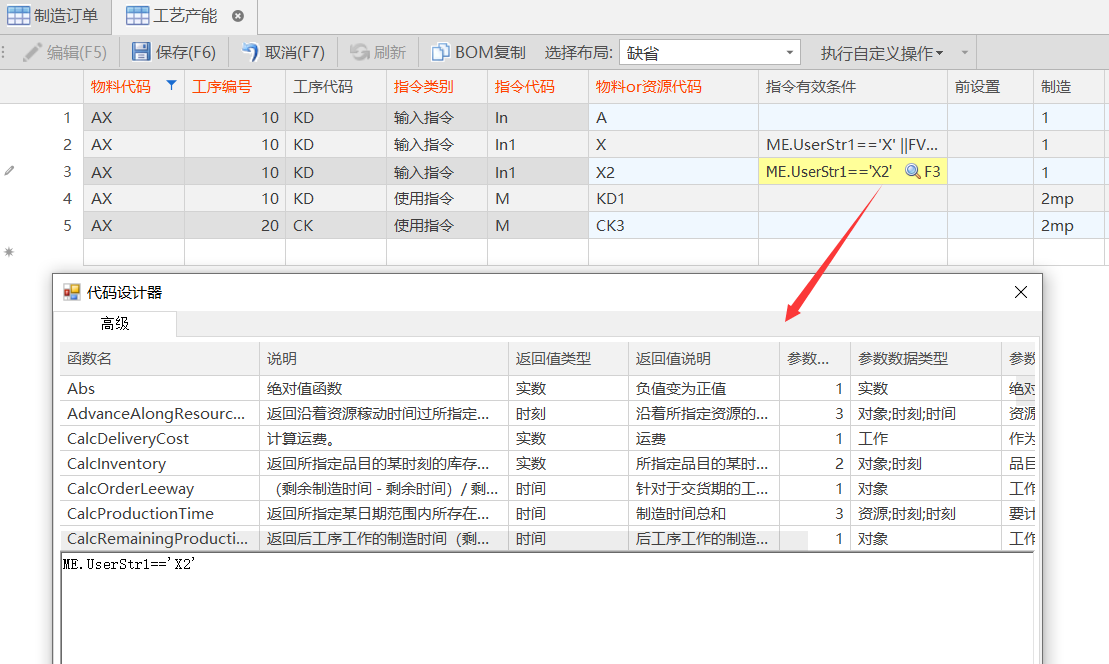 制造订单 工艺产能
编辑(F5) 保存(F6) 取消(F7) 刷新 BOM复制 选择布局: 缺省 执行自定义操作
物料代码 工序编号 工序代码 指令类别 指令代码 物料or资源代码 指令有效条件 前设置 制造
1 AX 10 KD 输入指令 In A 1
2 AX 10 KD 输入指令 In1 X ME.UserStr1=='X' ||FV... 1
3 AX 10 KD 输入指令 In1 X2 ME.UserStr1=='X2' F3 1
4 AX 10 KD 使用指令 M KD1 2mp
5 AX 20 CK 使用指令 M CK3 2mp
代码设计器
高级
函数名 说明 返回值类型 返回值说明 参数... 参数数据类型 参数
Abs 绝对值函数 实数 负值变为正值 1 实数 绝对
AdvanceAlongResourc... 返回沿着资源稼动时间过所指定... 时刻 沿着所指定资源的... 3 对象;时刻;时间 资源
CalcDeliveryCost 计算运费。 实数 运费 1 工作 作为
CalcInventory 返回所指定品目的某时刻的库存... 实数 所指定品目的某时... 2 对象;时刻 品目
CalcOrderLeeway （剩余制造时间 - 剩余时间）/ 剩... 时间 针对于交货期的工... 1 对象 工作
CalcProductionTime 返回所指定某日期范围内所存在... 时间 制造时间总和 3 资源;时刻;时刻 要计
CalcRemainingProducti... 返回后工序工作的制造时间（剩... 时间 后工序工作的制造... 1 对象 工作
ME.UserStr1=='X2'